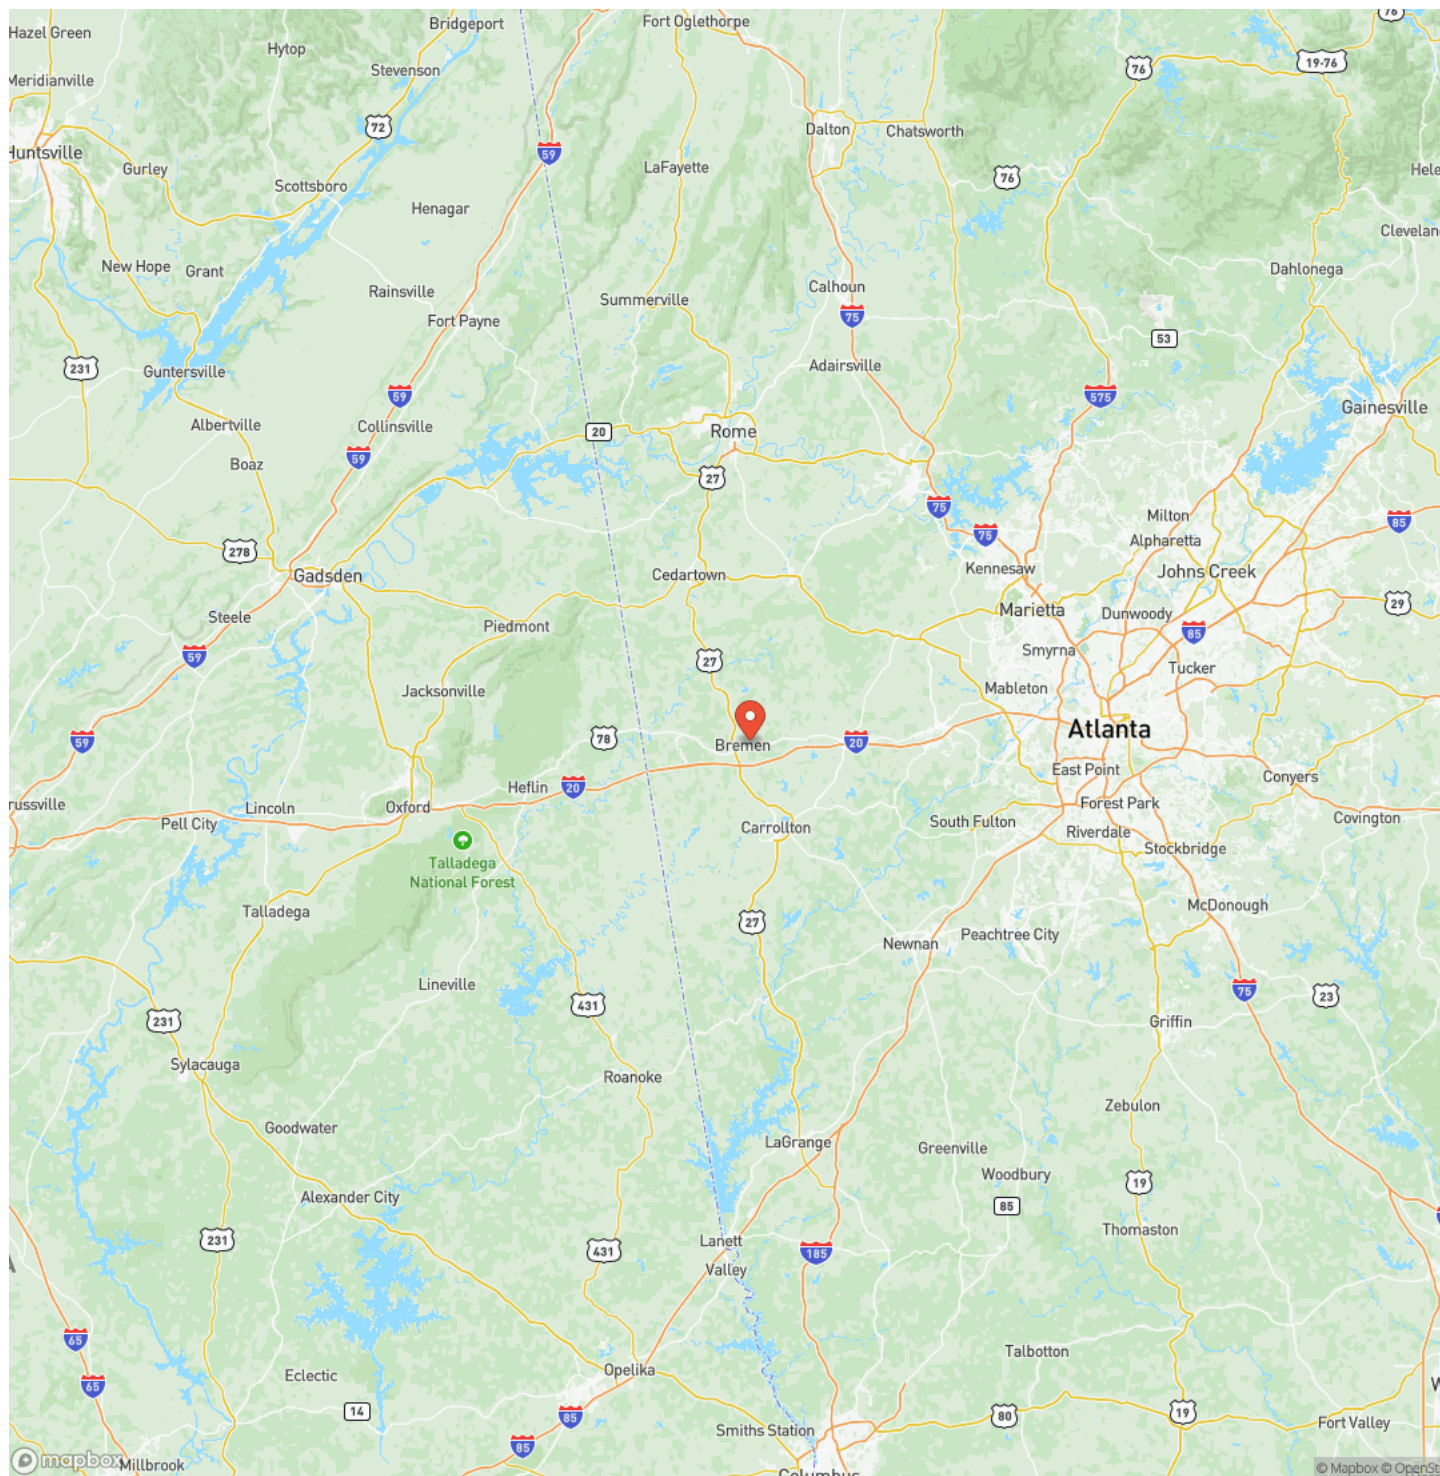 Fort Oglethorpe
76
Bridgeport
Hazel Green
Hytop
19-76
Stevenson
76
Meridianville
72
Dalton
Chatsworth
Huntsville
59
Gurley
LaFayette
76
Scottsboro
Henagar
Dahlonega
New Hope
Grant
Rainsville
Summerville
Calhoun
Fort Payne
75
53
231
Guntersville
Adairsville
59
575
Gainesville
Albertville
Collinsville
20
Rome
Boaz
59
27
75
Milton
85
75
Alpharetta
278
Kennesaw
Johns Creek
Gadsden
Cedartown
Marietta
Dunwoody
29
Steele
Piedmont
85
Smyrna
59
27
Tucker
Jacksonville
Mableton
59
78
Bremen
20
Atlanta
East Point
Conyers
Heflin
20
Lincoln
Oxford
Forest Park
Covington
Pell City
Carrollton
South Fulton
Riverdale
Stockbridge
Talladega
National Forest
Talladega
McDonough
27
Newnan
Peachtree City
Lineville
431
75
23
231
Griffin
Sylacauga
Roanoke
Zebulon
Goodwater
LaGrange
Greenville
Woodbury
19
Alexander City
85
231
Lanett
Thomaston
431
185
Valley
65
Talbotton
Opelika
Eclectic
65
14
85
80
19
Smiths Station
Fort Valley
85
mapbox
Millbrook
© Mapbox © OpenSt
Columbus